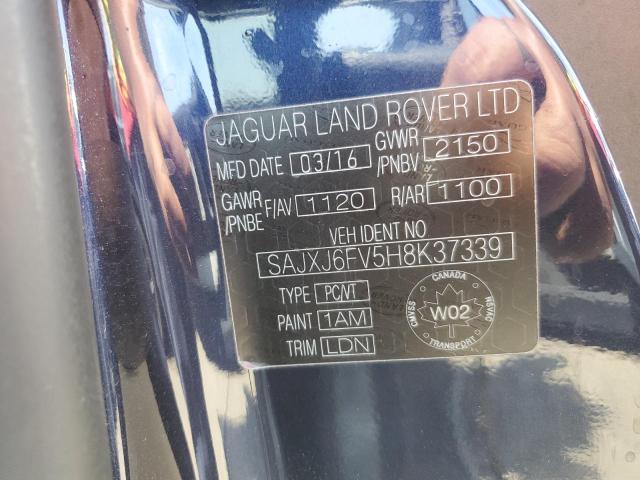 JAGUAR LAND ROVER LTD
MFD DATE 03/16 GVWR /PNBV 2150
GAWR /PNBE F/AV 1120 R/AR 1100
VEH IDENT NO
SAJXJ6FV5H8K37339
TYPE PC/VT
PAINT 1AM
TRIM LDN
CANADA
CMVSS W02 NSVAC
TRANSPORT